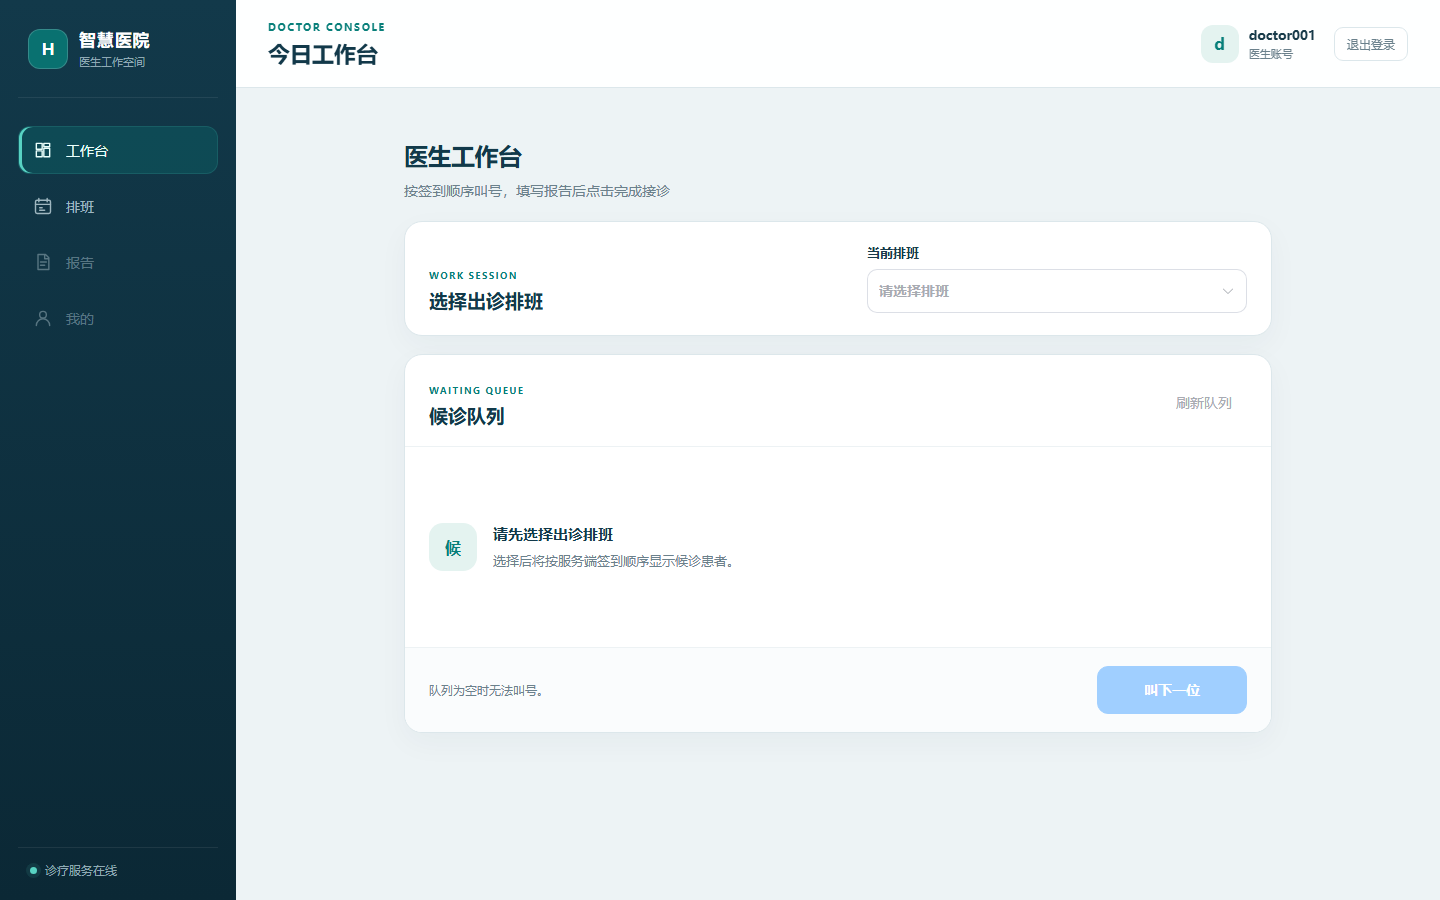 H
智慧医院
医生工作空间
工作台
排班
报告
我的
诊疗服务在线
DOCTOR CONSOLE
今日工作台
d
doctor001
医生账号
退出登录
医生工作台
按签到顺序叫号，填写报告后点击完成接诊
WORK SESSION
选择出诊排班
当前排班
请选择排班
WAITING QUEUE
候诊队列
刷新队列
候
请先选择出诊排班
选择后将按服务端签到顺序显示候诊患者。
队列为空时无法叫号。
叫下一位